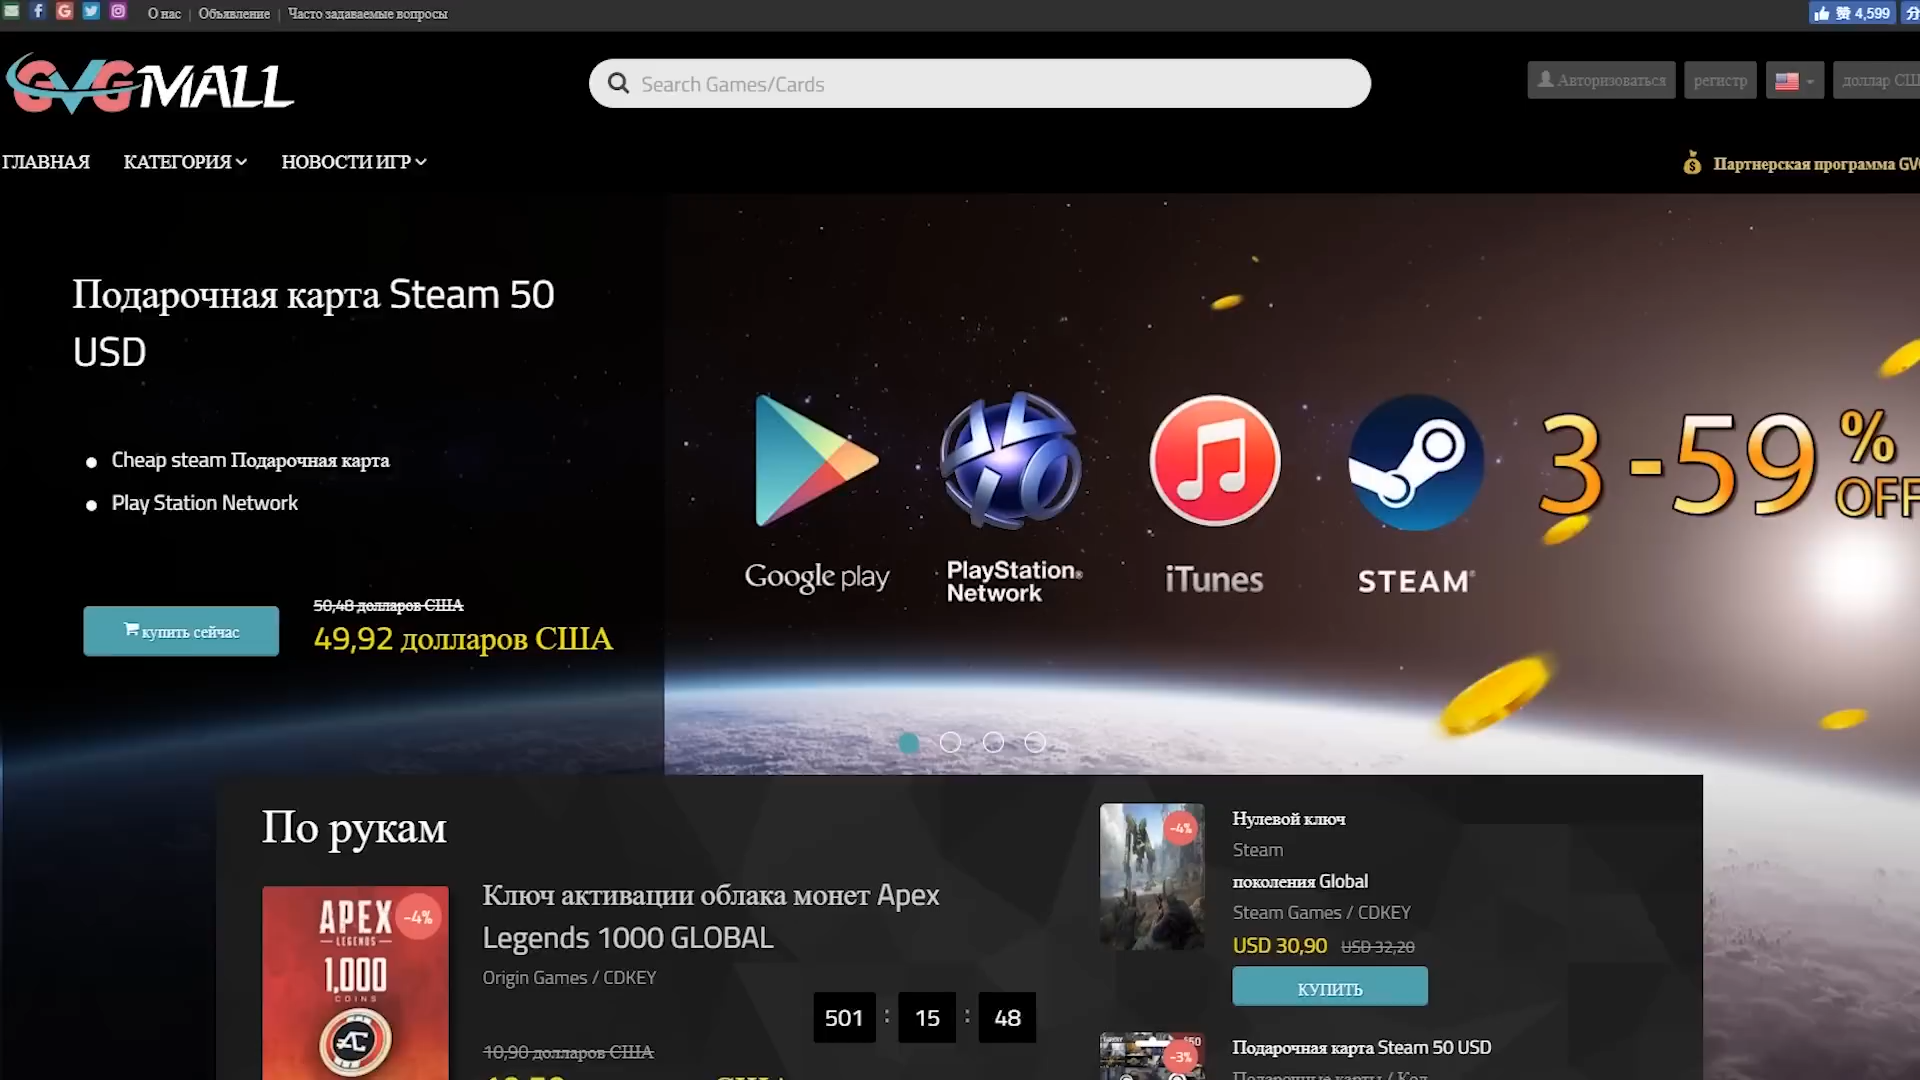 О нас | Объявление | Часто задаваемые вопросы
赞 4,599
GVGMALL
Search Games/Cards
Авторизоваться
регистр
доллар СШ
ГЛАВНАЯ
КАТЕГОРИЯ
НОВОСТИ ИГР
Партнерская программа
Подарочная карта Steam 50
USD
Cheap steam Подарочная карта
Play Station Network
купить сейчас
50,48 долларов США
49,92 долларов США
Google play
PlayStation®
Network
iTunes
STEAM®
3-59% OFF
По рукам
APEX
LEGENDS
1,000
COINS
-4%
Ключ активации облака монет Apex
Legends 1000 GLOBAL
Origin Games / CDKEY
501 : 15 : 48
10,90 долларов США
-4%
Нулевой ключ
Steam
поколения Global
Steam Games / CDKEY
USD 30,90 USD 32,20
КУПИТЬ
-3%
Подарочная карта Steam 50 USD
Подарочные карты / Код